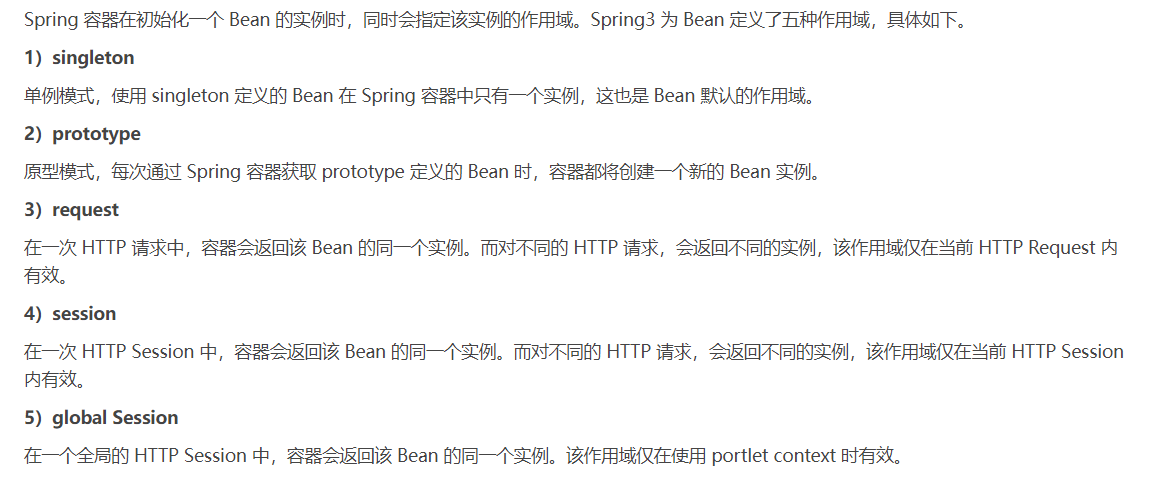 Spring 容器在初始化一个 Bean 的实例时，同时会指定该实例的作用域。Spring3 为 Bean 定义了五种作用域，具体如下。
1）singleton
单例模式，使用 singleton 定义的 Bean 在 Spring 容器中只有一个实例，这也是 Bean 默认的作用域。
2）prototype
原型模式，每次通过 Spring 容器获取 prototype 定义的 Bean 时，容器都将创建一个新的 Bean 实例。
3）request
在一次 HTTP 请求中，容器会返回该 Bean 的同一个实例。而对不同的 HTTP 请求，会返回不同的实例，该作用域仅在当前 HTTP Request 内
有效。
4）session
在一次 HTTP Session 中，容器会返回该 Bean 的同一个实例。而对不同的 HTTP 请求，会返回不同的实例，该作用域仅在当前 HTTP Session
内有效。
5）global Session
在一个全局的 HTTP Session 中，容器会返回该 Bean 的同一个实例。该作用域仅在使用 portlet context 时有效。